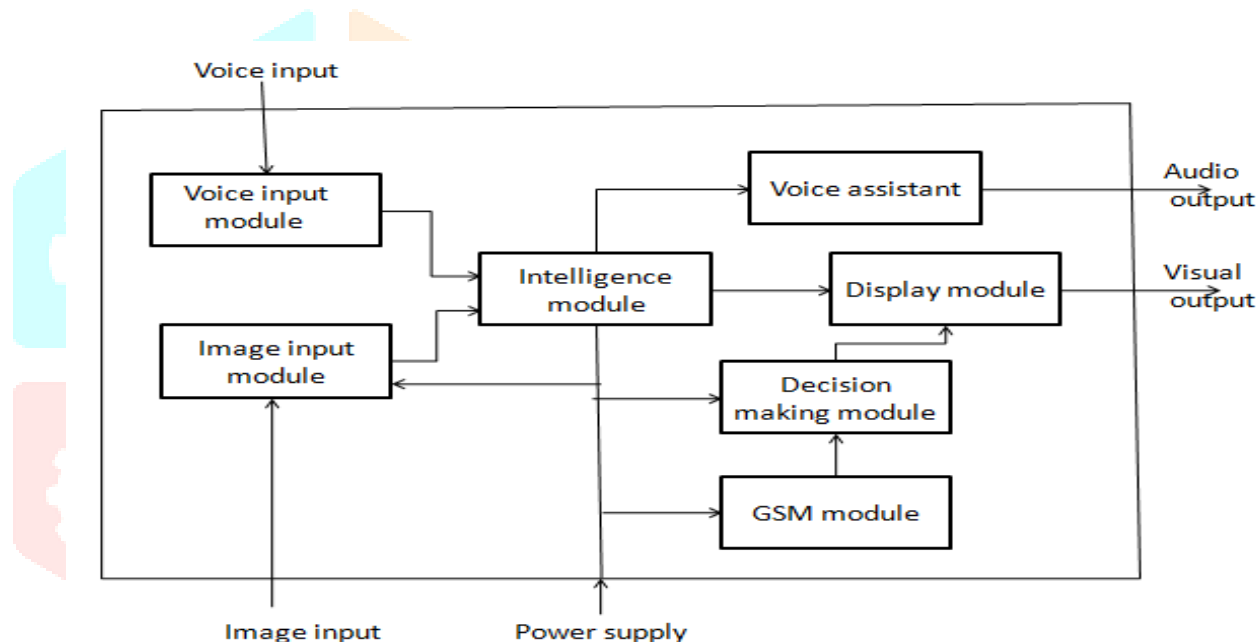 Voice input
Voice input
module
Voice assistant
Audio
output
Intelligence
module
Display module
Visual
output
Image input
module
Decision
making module
GSM module
Image input
Power supply